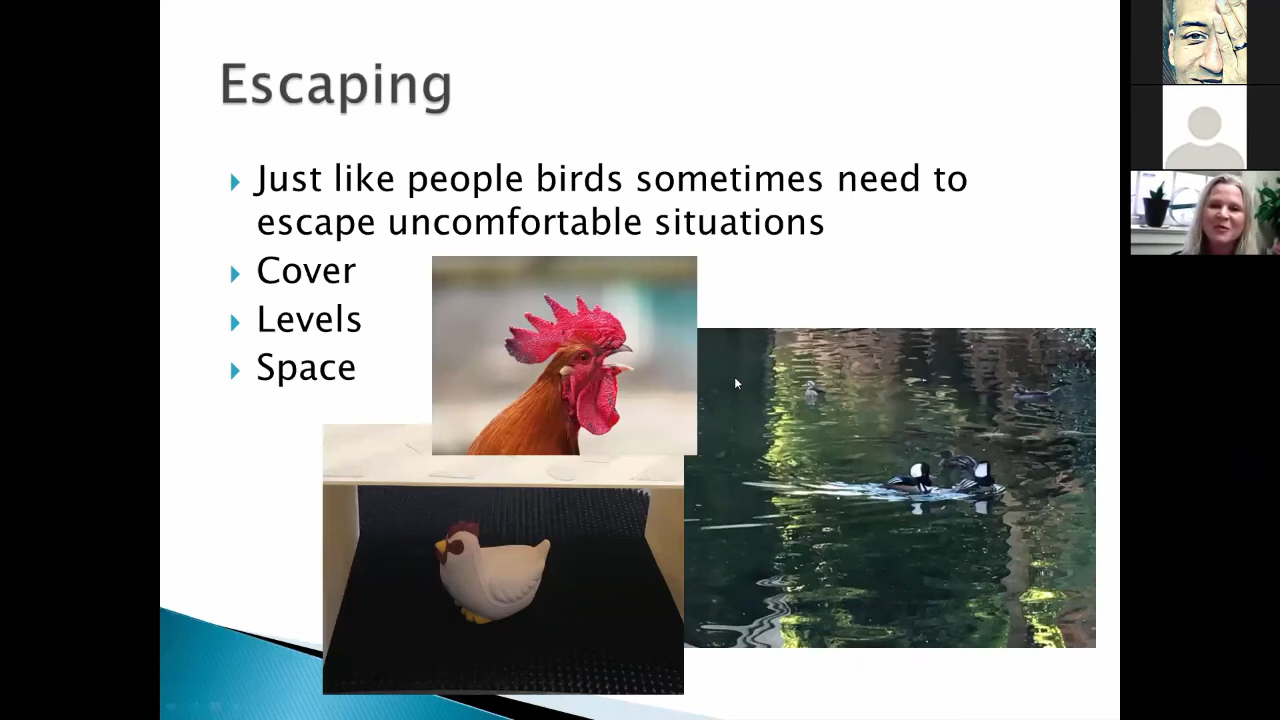 Escaping
Just like people birds sometimes need to
escape uncomfortable situations
Cover
Levels
Space